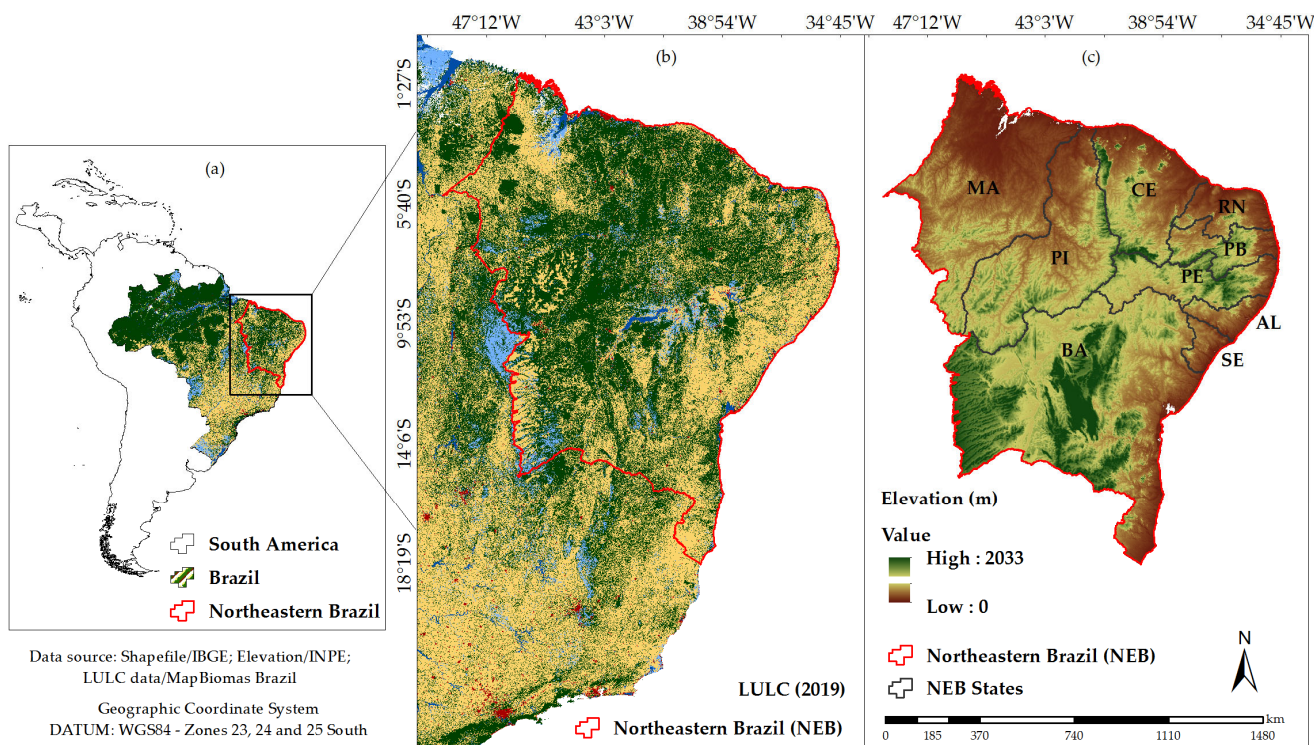 47°12'W 43°3'W 38°54'W 34°45'W
47°12'W 43°3'W 38°54'W 34°45'W
(a)
South America
Brazil
Northeastern Brazil
Data source: Shapefile/IBGE; Elevation/INPE;
LULC data/MapBiomas Brazil
Geographic Coordinate System
DATUM: WGS84 - Zones 23, 24 and 25 South
(b)
1°27'S
5°40'S
9°53'S
14°6'S
18°19'S
LULC (2019)
Northeastern Brazil (NEB)
(c)
MA
CE
RN
PI
PB
PE
AL
SE
BA
Elevation (m)
Value
High : 2033
Low : 0
Northeastern Brazil (NEB)
NEB States
N
km
0 185 370 740 1110 1480